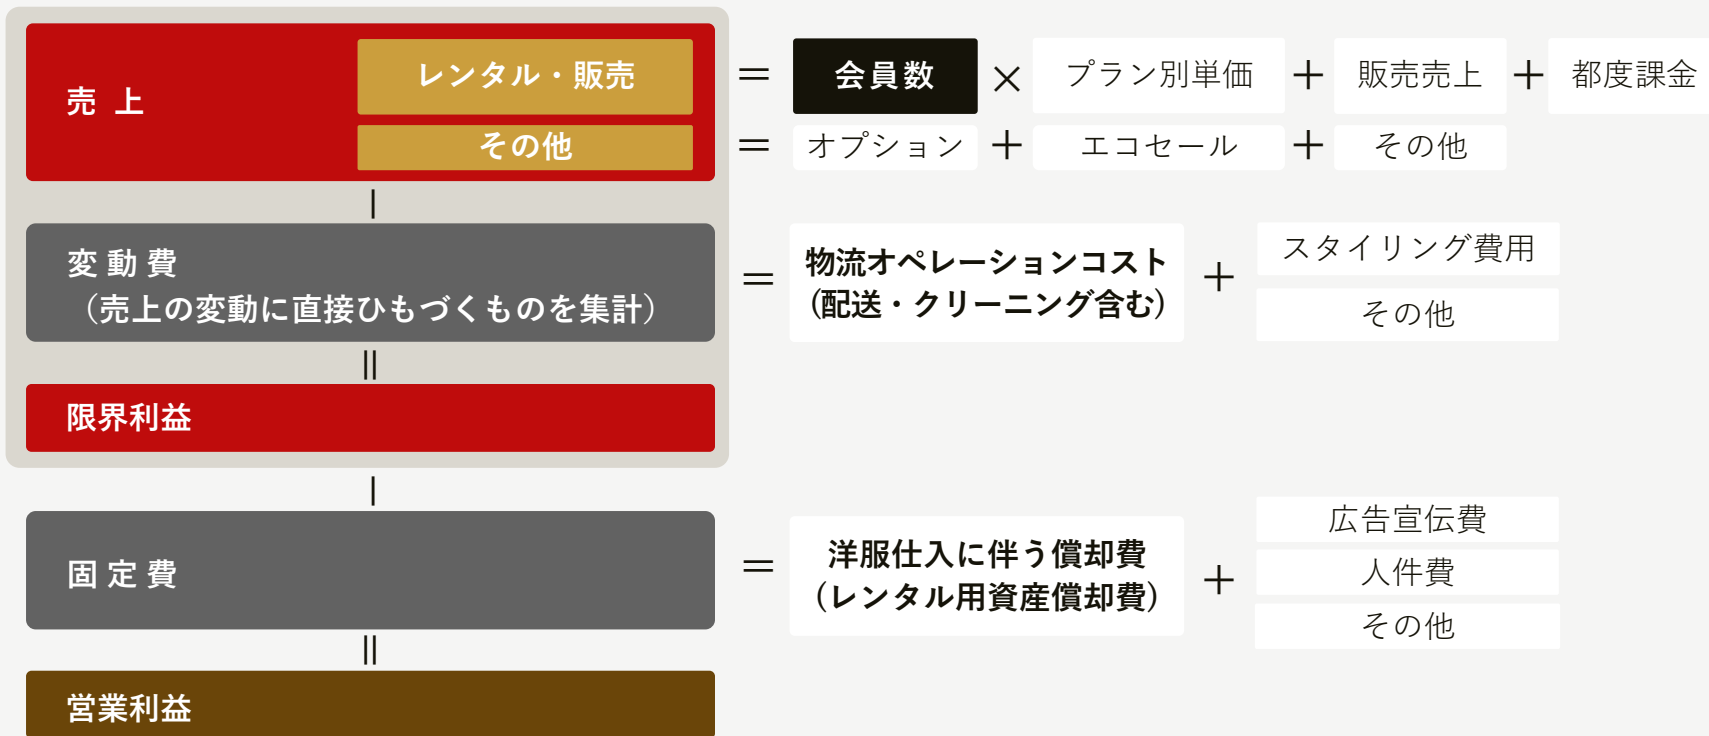 売上
レンタル・販売
＝
会員数
×
プラン別単価
＋
販売売上
＋
都度課金
その他
＝
オプション
＋
エコセール
＋
その他
−
変動費
（売上の変動に直接ひもづくものを集計）
＝
物流オペレーションコスト
（配送・クリーニング含む）
＋
スタイリング費用
その他
＝
限界利益
−
固定費
＝
洋服仕入に伴う償却費
（レンタル用資産償却費）
＋
広告宣伝費
人件費
その他
＝
営業利益